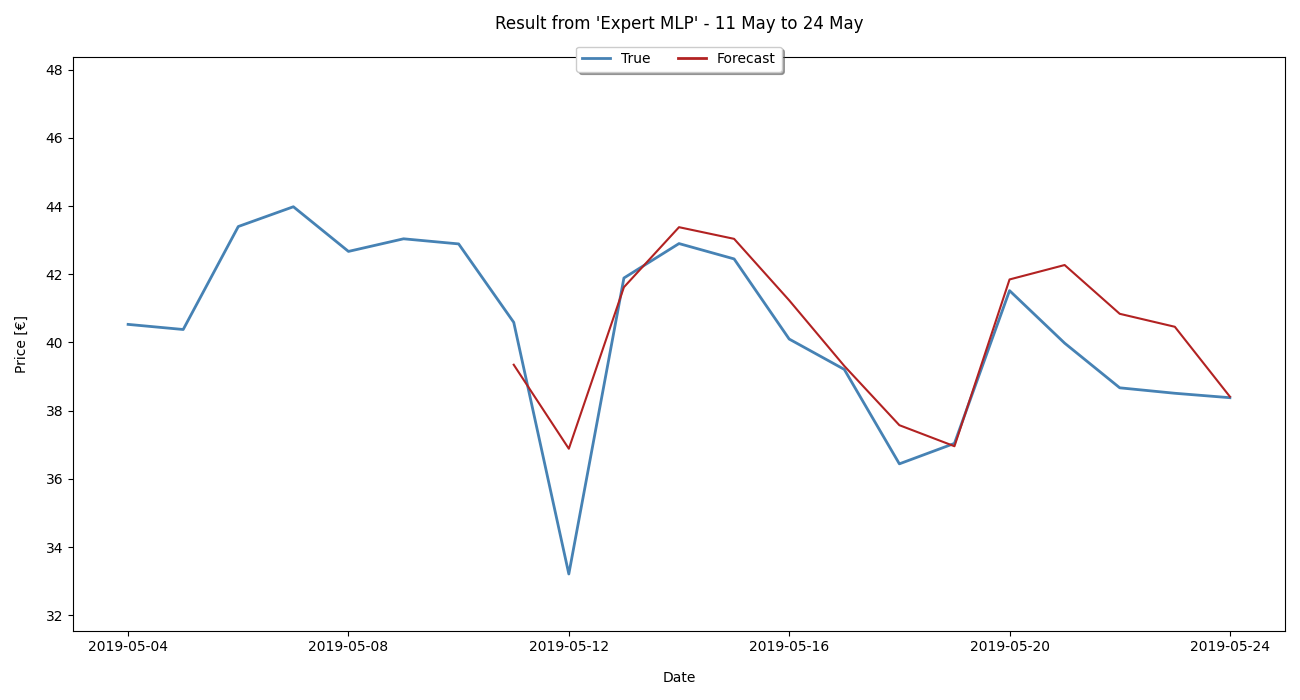 Result from 'Expert MLP' - 11 May to 24 May
True Forecast
48
46
44
42
40
38
36
34
32
Price [€]
2019-05-04 2019-05-08 2019-05-12 2019-05-16 2019-05-20 2019-05-24
Date